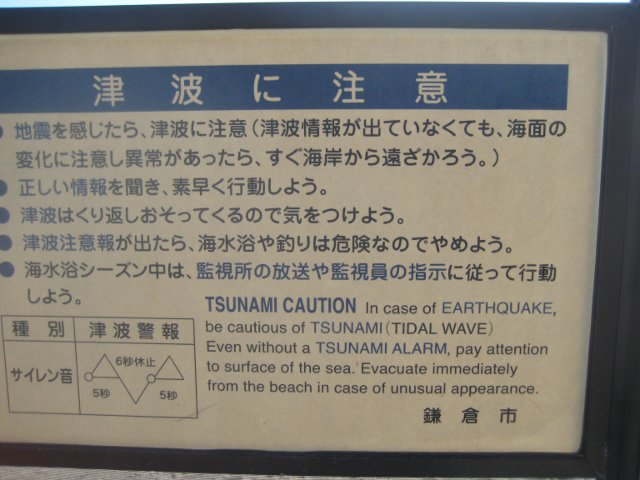 津波に注意
● 地震を感じたら、津波に注意（津波情報が出ていなくても、海面の
変化に注意し異常があったら、すぐ海岸から遠ざかろう。）
● 正しい情報を聞き、素早く行動しよう。
● 津波はくり返しおそってくるので気をつけよう。
● 津波注意報が出たら、海水浴や釣りは危険なのでやめよう。
● 海水浴シーズン中は、監視所の放送や監視員の指示に従って行動
しよう。
種別 津波警報
サイレン音 5秒 6秒休止 5秒
TSUNAMI CAUTION In case of EARTHQUAKE,
be cautious of TSUNAMI (TIDAL WAVE)
Even without a TSUNAMI ALARM, pay attention
to surface of the sea. Evacuate immediately
from the beach in case of unusual appearance.
鎌倉市